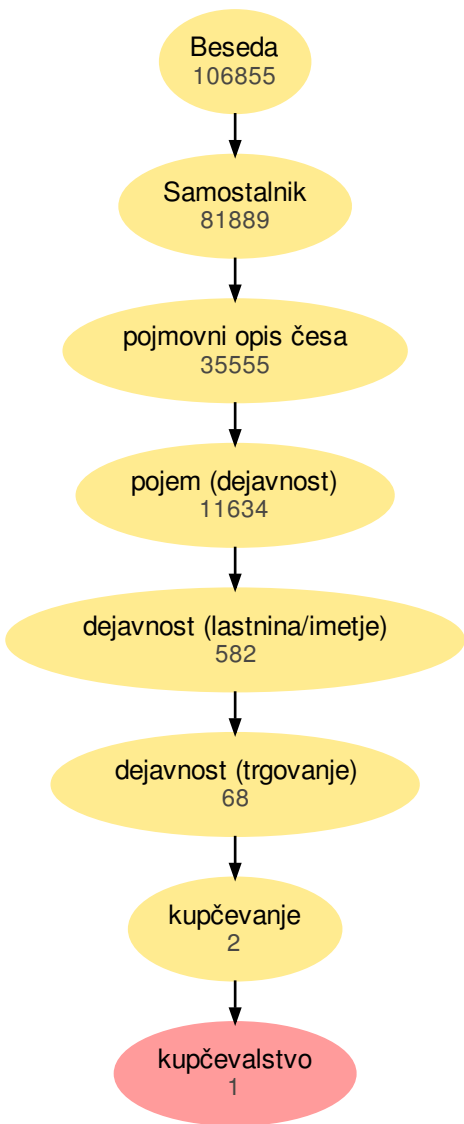 Beseda
106855
Samostalnik
81889
pojmovni opis česa
35555
pojem (dejavnost)
11634
dejavnost (lastnina/imetje)
582
dejavnost (trgovanje)
68
kupčevanje
2
kupčevalstvo
1